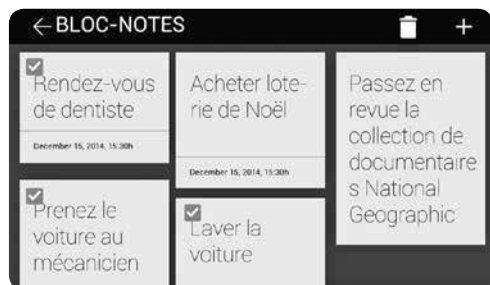 BLOC-NOTES
Rendez-vous
de dentiste
December 15, 2014, 15:30h
Prenez le
voiture au
mécanicien
Acheter lote-
rie de Noël
December 15, 2014, 15:30h
Laver la
voiture
Passez en
revue la
collection de
documentaire
s National
Geographic